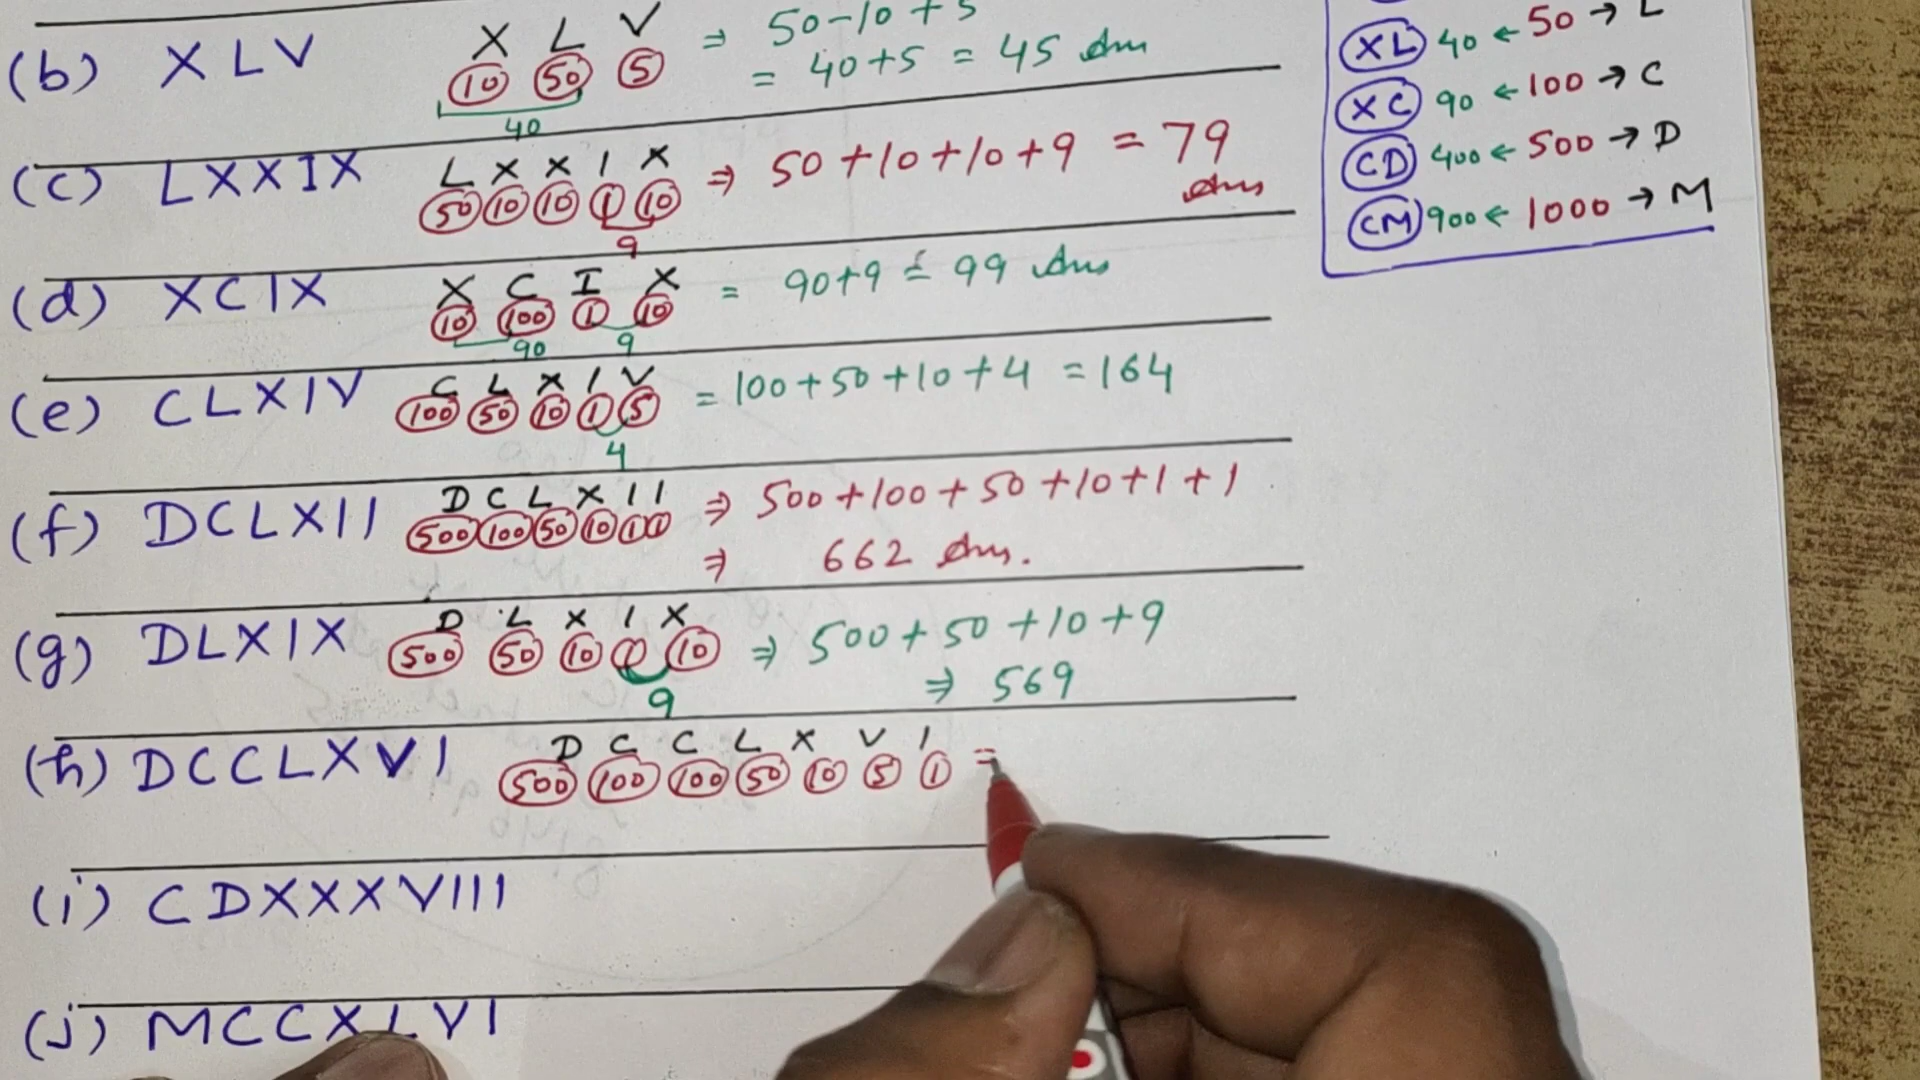 (b) XLV X L V ⇒ 50-10+5
10 50 5 = 40+5 = 45 Ans
40
(c) LXXIX L X X I X ⇒ 50+10+10+9 = 79
50 10 10 1 10 Ans
9
(d) XCIX X C I X = 90+9 = 99 Ans
10 100 1 10
90 9
(e) CLXIV C L X I V = 100+50+10+4 = 164
100 50 10 1 5
4
(f) DCLXII D C L X I I ⇒ 500+100+50+10+1+1
500 100 50 10 1 1 ⇒ 662 Ans.
(g) DLXIX D L X I X ⇒ 500+50+10+9
500 50 10 1 10 ⇒ 569
9
(h) DCCLXVI D C C L X V I =
500 100 100 50 10 5 1
(i) CDXXXVIII
(j) MCCXLVI
XL 40 ← 50 → L
XC 90 ← 100 → C
CD 400 ← 500 → D
CM 900 ← 1000 → M